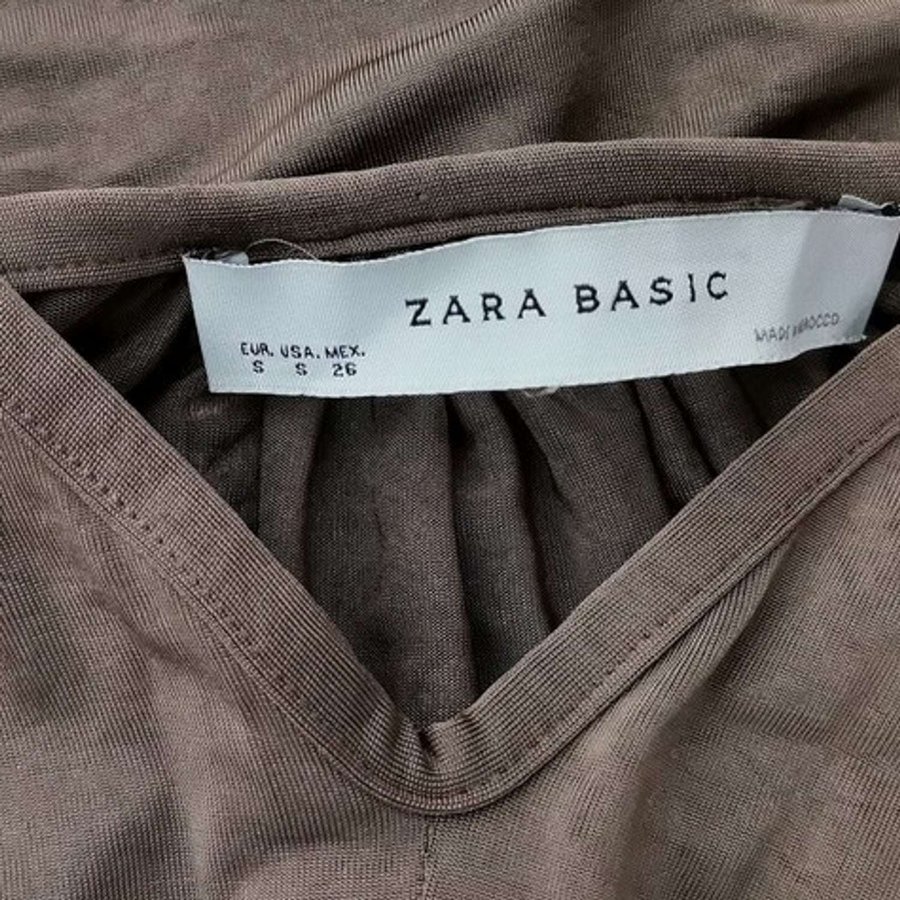 ZARA BASIC
EUR. USA. MEX.
S S 26
MADE IN MOROCCO